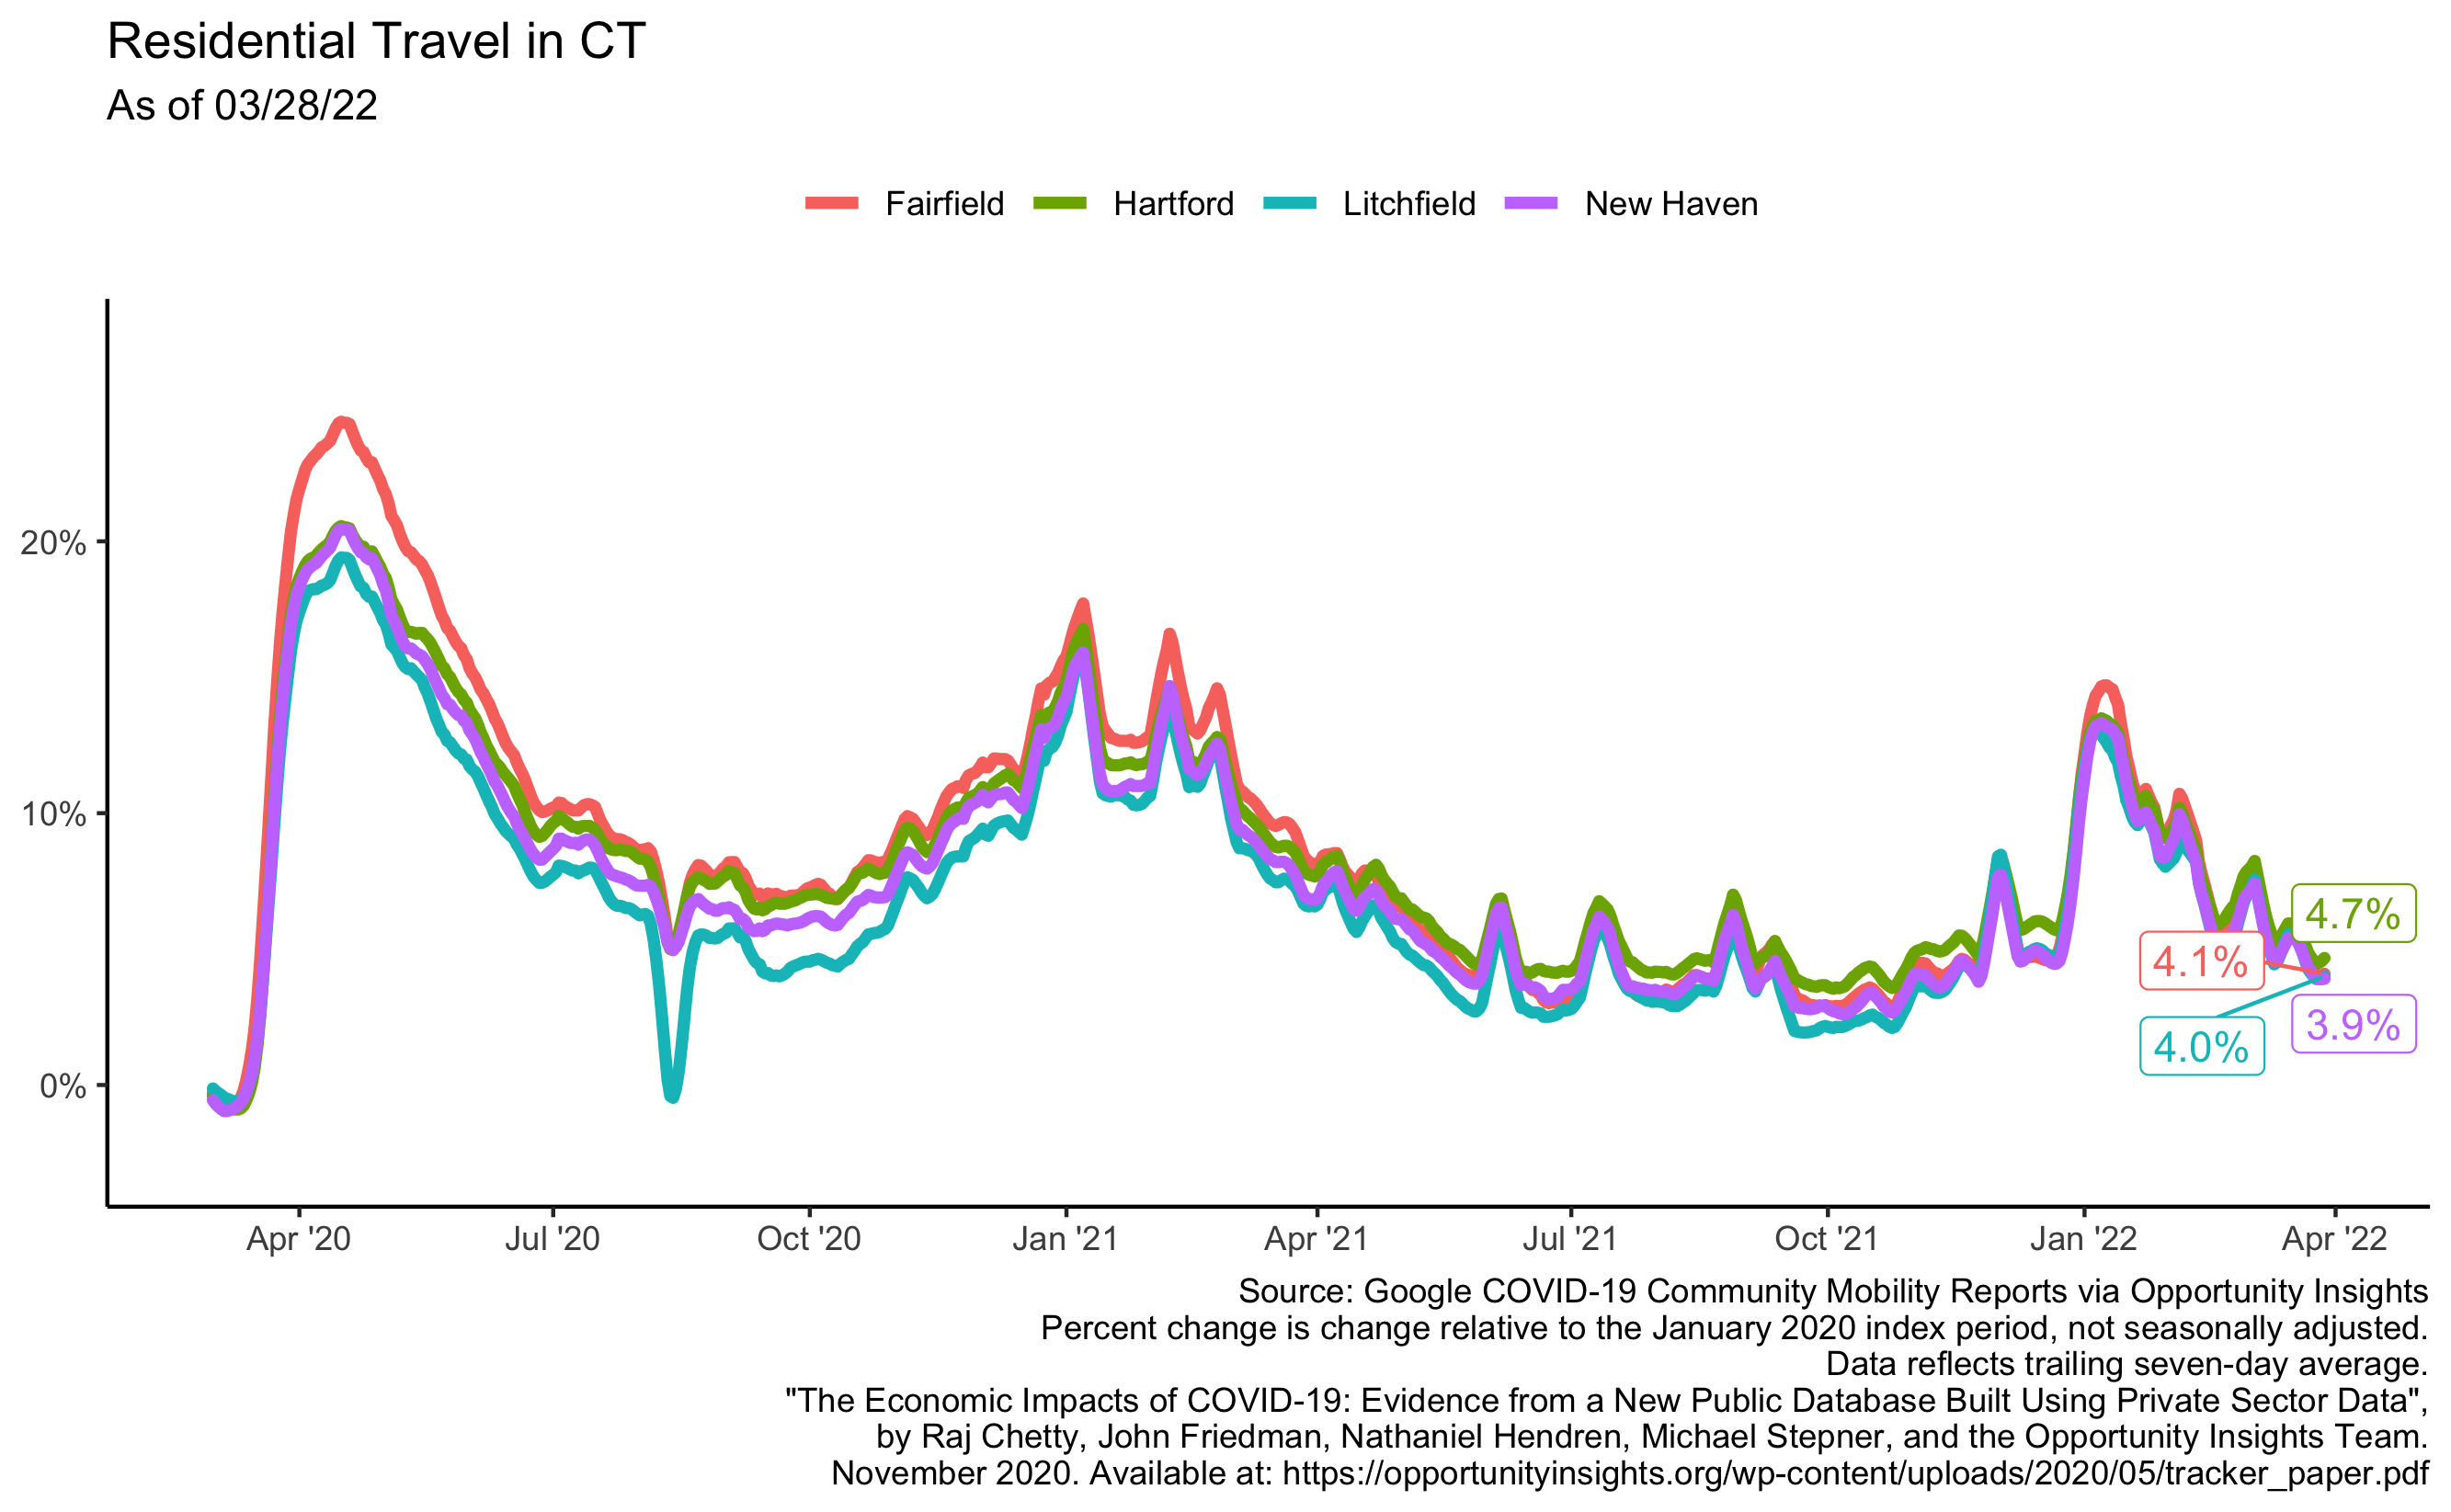 Residential Travel in CT
As of 03/28/22
Fairfield Hartford Litchfield New Haven
20%
10%
0%
4.7%
4.1%
3.9%
4.0%
Apr '20 Jul '20 Oct '20 Jan '21 Apr '21 Jul '21 Oct '21 Jan '22 Apr '22
Source: Google COVID-19 Community Mobility Reports via Opportunity Insights
Percent change is change relative to the January 2020 index period, not seasonally adjusted.
Data reflects trailing seven-day average.
"The Economic Impacts of COVID-19: Evidence from a New Public Database Built Using Private Sector Data",
by Raj Chetty, John Friedman, Nathaniel Hendren, Michael Stepner, and the Opportunity Insights Team.
November 2020. Available at: https://opportunityinsights.org/wp-content/uploads/2020/05/tracker_paper.pdf